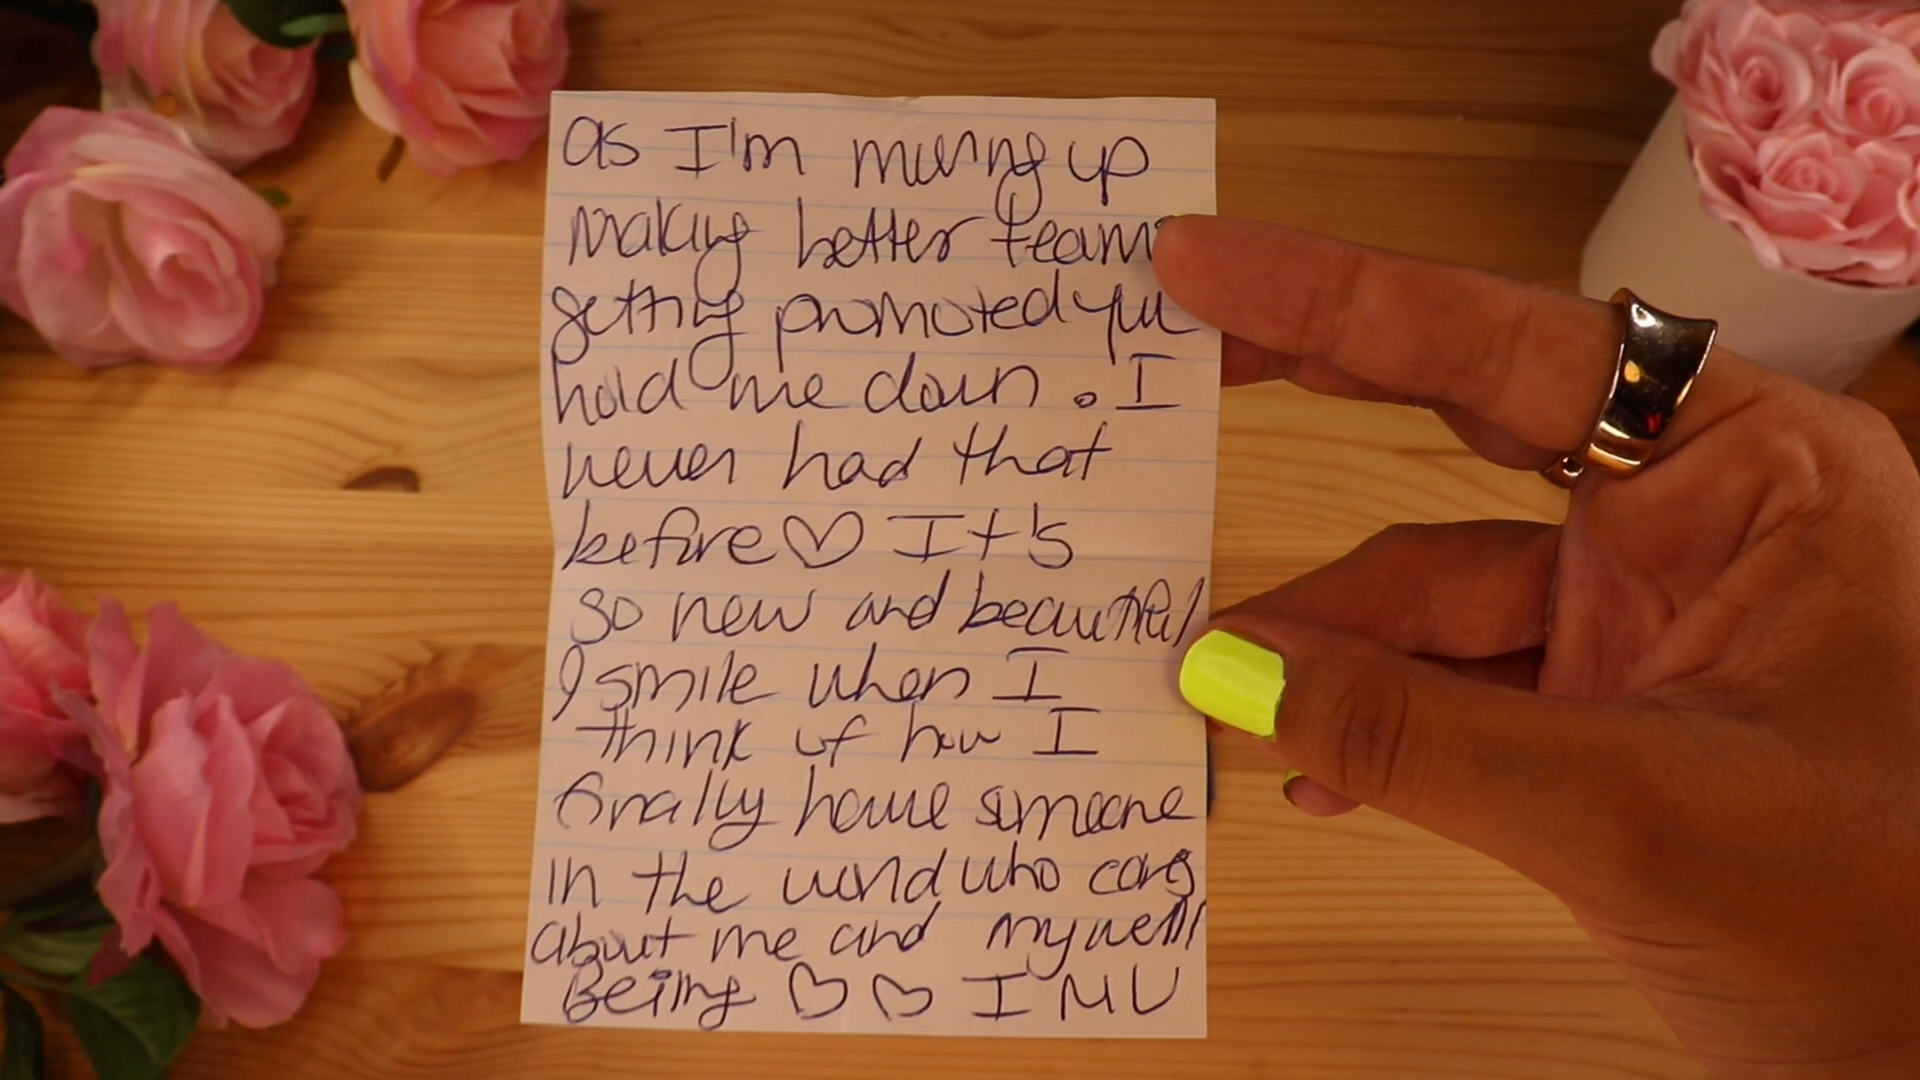 as I'm moving up
making better teams
getting promoted you
hold me down. I
never had that
before ♡ It's
so new and beautiful
I smile when I
think of how I
finally have someone
in the world who cares
about me and my well
Being ♡ ♡ I